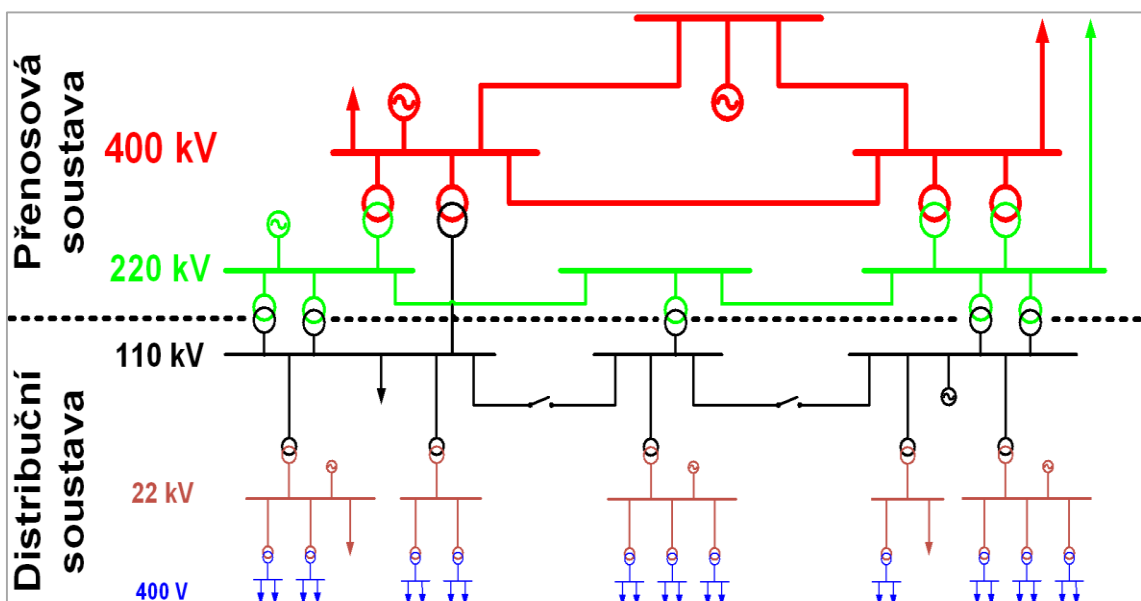 Přenosová
soustava
400 kV
220 kV
110 kV
Distribuční
soustava
22 kV
400 V